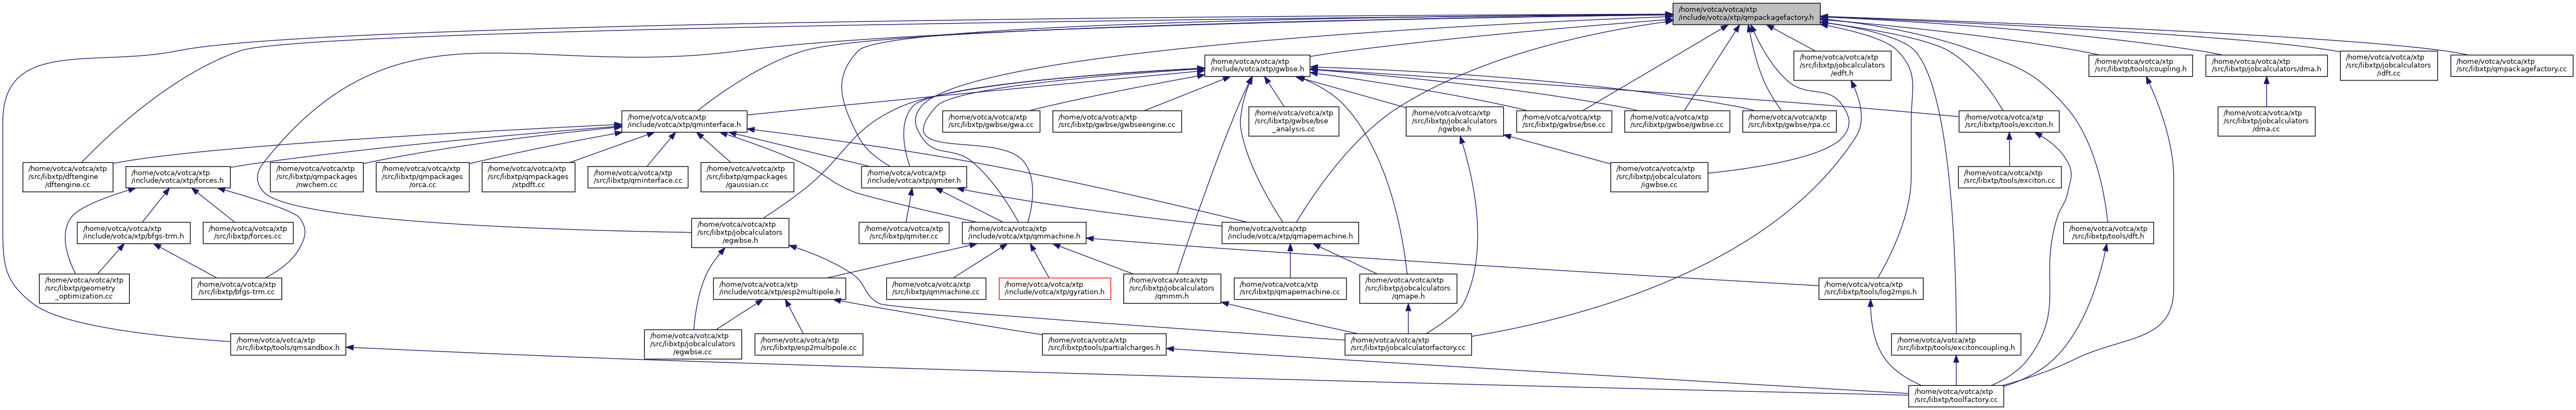 /home/votca/votca/xtp
/include/votca/xtp/qmpackagefactory.h
/home/votca/votca/xtp
/include/votca/xtp/gwbse.h
/home/votca/votca/xtp
/src/libxtp/jobcalculators
/edft.h
/home/votca/votca/xtp
/src/libxtp/tools/coupling.h
/home/votca/votca/xtp
/src/libxtp/jobcalculators/dma.h
/home/votca/votca/xtp
/src/libxtp/jobcalculators
/idft.cc
/home/votca/votca/xtp
/src/libxtp/qmpackagefactory.cc
/home/votca/votca/xtp
/include/votca/xtp/qminterface.h
/home/votca/votca/xtp
/src/libxtp/gwbse/gwa.cc
/home/votca/votca/xtp
/src/libxtp/gwbse/gwbseengine.cc
/home/votca/votca/xtp
/src/libxtp/gwbse/bse
_analysis.cc
/home/votca/votca/xtp
/src/libxtp/jobcalculators
/igwbse.h
/home/votca/votca/xtp
/src/libxtp/gwbse/bse.cc
/home/votca/votca/xtp
/src/libxtp/gwbse/gwbse.cc
/home/votca/votca/xtp
/src/libxtp/gwbse/rpa.cc
/home/votca/votca/xtp
/src/libxtp/tools/exciton.h
/home/votca/votca/xtp
/src/libxtp/jobcalculators
/dma.cc
/home/votca/votca/xtp
/src/libxtp/dftengine
/dftengine.cc
/home/votca/votca/xtp
/include/votca/xtp/forces.h
/home/votca/votca/xtp
/src/libxtp/qmpackages
/nwchem.cc
/home/votca/votca/xtp
/src/libxtp/qmpackages
/orca.cc
/home/votca/votca/xtp
/src/libxtp/qmpackages
/xtpdft.cc
/home/votca/votca/xtp
/src/libxtp/qminterface.cc
/home/votca/votca/xtp
/src/libxtp/qmpackages
/gaussian.cc
/home/votca/votca/xtp
/include/votca/xtp/qmiter.h
/home/votca/votca/xtp
/src/libxtp/jobcalculators
/igwbse.cc
/home/votca/votca/xtp
/src/libxtp/tools/exciton.cc
/home/votca/votca/xtp
/include/votca/xtp/bfgs-trm.h
/home/votca/votca/xtp
/src/libxtp/forces.cc
/home/votca/votca/xtp
/src/libxtp/jobcalculators
/egwbse.h
/home/votca/votca/xtp
/src/libxtp/qmiter.cc
/home/votca/votca/xtp
/include/votca/xtp/qmmachine.h
/home/votca/votca/xtp
/include/votca/xtp/qmapemachine.h
/home/votca/votca/xtp
/src/libxtp/tools/dft.h
/home/votca/votca/xtp
/src/libxtp/geometry
_optimization.cc
/home/votca/votca/xtp
/src/libxtp/bfgs-trm.cc
/home/votca/votca/xtp
/include/votca/xtp/esp2multipole.h
/home/votca/votca/xtp
/src/libxtp/qmmachine.cc
/home/votca/votca/xtp
/include/votca/xtp/gyration.h
/home/votca/votca/xtp
/src/libxtp/jobcalculators
/qmmm.h
/home/votca/votca/xtp
/src/libxtp/qmapemachine.cc
/home/votca/votca/xtp
/src/libxtp/jobcalculators
/qmape.h
/home/votca/votca/xtp
/src/libxtp/tools/log2mps.h
/home/votca/votca/xtp
/src/libxtp/tools/qmsandbox.h
/home/votca/votca/xtp
/src/libxtp/jobcalculators
/egwbse.cc
/home/votca/votca/xtp
/src/libxtp/esp2multipole.cc
/home/votca/votca/xtp
/src/libxtp/tools/partialcharges.h
/home/votca/votca/xtp
/src/libxtp/jobcalculatorfactory.cc
/home/votca/votca/xtp
/src/libxtp/tools/excitoncoupling.h
/home/votca/votca/xtp
/src/libxtp/toolfactory.cc